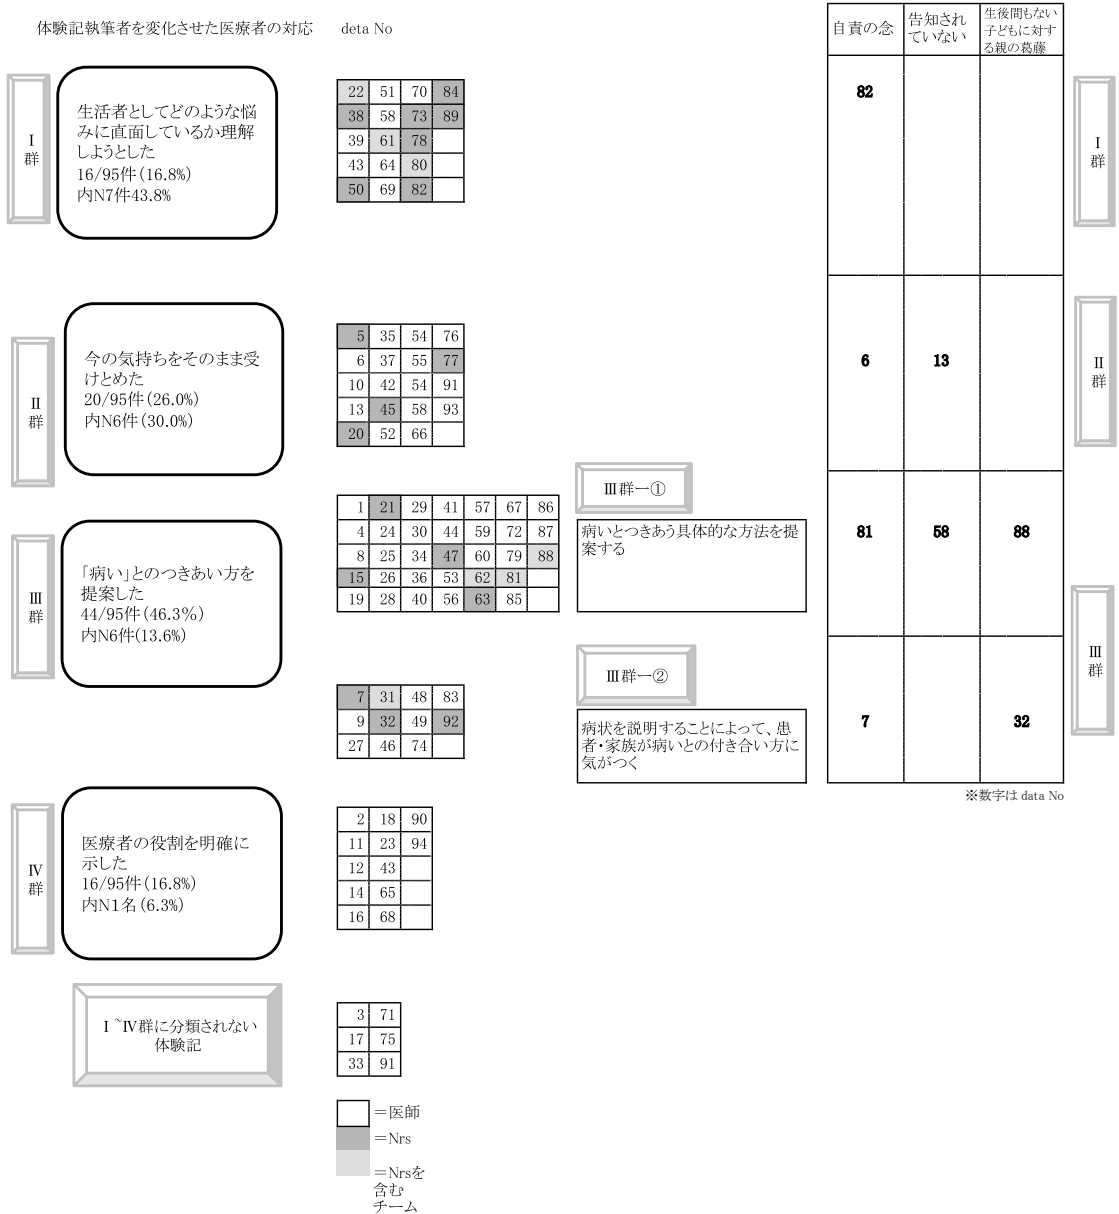 体験記執筆者を変化させた医療者の対応 deta No
自責の念 告知されていない 生後間もない子どもに対する親の葛藤
Ⅰ群
生活者としてどのような悩
みに直面しているか理解
しようとした
16/95件(16.8%)
内N7件43.8%
22 51 70 84
38 58 73 89
39 61 78
43 64 80
50 69 82
82
Ⅰ群
Ⅱ群
今の気持ちをそのまま受
けとめた
20/95件(26.0%)
内N6件(30.0%)
5 35 54 76
6 37 55 77
10 42 54 91
13 45 58 93
20 52 66
6 13
Ⅱ群
Ⅲ群
「病い」とのつきあい方を
提案した
44/95件(46.3%)
内N6件(13.6%)
1 21 29 41 57 67 86
4 24 30 44 59 72 87
8 25 34 47 60 79 88
15 26 36 53 62 81
19 28 40 56 63 85
Ⅲ群ー①
病いとつきあう具体的な方法を提
案する
81 58 88
7 31 48 83
9 32 49 92
27 46 74
Ⅲ群ー②
病状を説明することによって、患
者・家族が病いとの付き合い方に
気がつく
7 32
Ⅲ群
※数字は data No
Ⅳ群
医療者の役割を明確に
示した
16/95件(16.8%)
内N1名(6.3%)
2 18 90
11 23 94
12 43
14 65
16 68
Ⅰ~Ⅳ群に分類されない
体験記
3 71
17 75
33 91
=医師
=Nrs
=Nrsを
含む
チーム